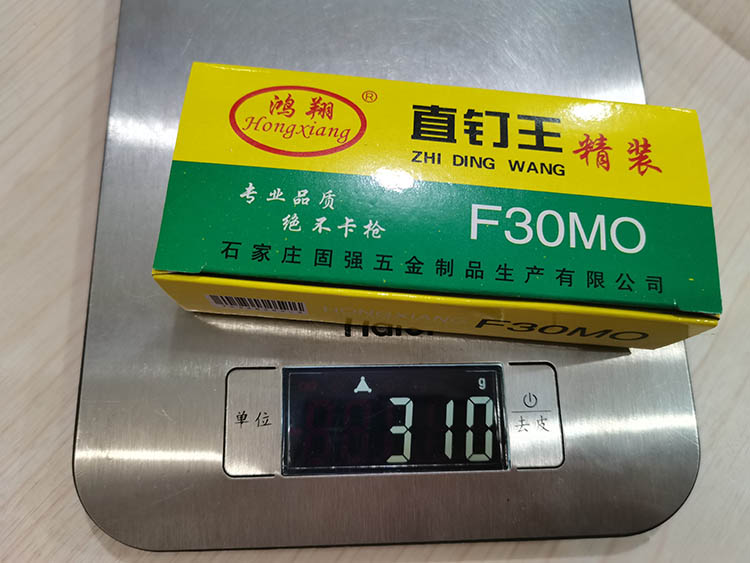 鸿翔
Hongxiang
®
直钉王
ZHI DING WANG
精装
专业品质
绝不卡枪
F30MO
石家庄固强五金制品生产有限公司
HONGXIANG
F30MO
Haier
单位
g
310
去皮